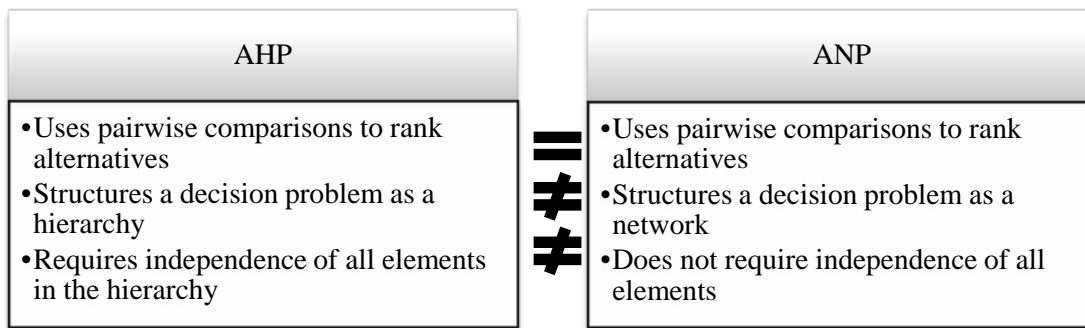 AHP
•Uses pairwise comparisons to rank
alternatives
•Structures a decision problem as a
hierarchy
•Requires independence of all elements
in the hierarchy
=
≠
≠
ANP
•Uses pairwise comparisons to rank
alternatives
•Structures a decision problem as a
network
•Does not require independence of all
elements